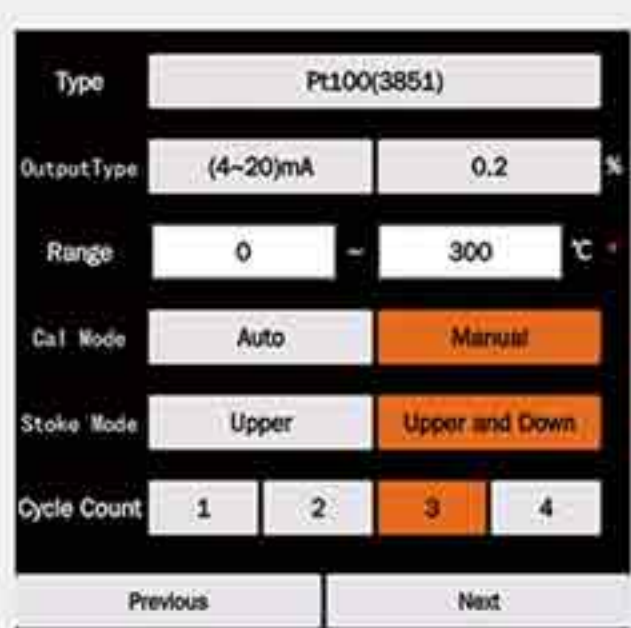 Type Pt100(3851)
OutputType (4~20)mA 0.2 %
Range 0 ~ 300 ℃
Cal Mode Auto Manual
Stoke Mode Upper Upper and Down
Cycle Count 1 2 3 4
Previous Next